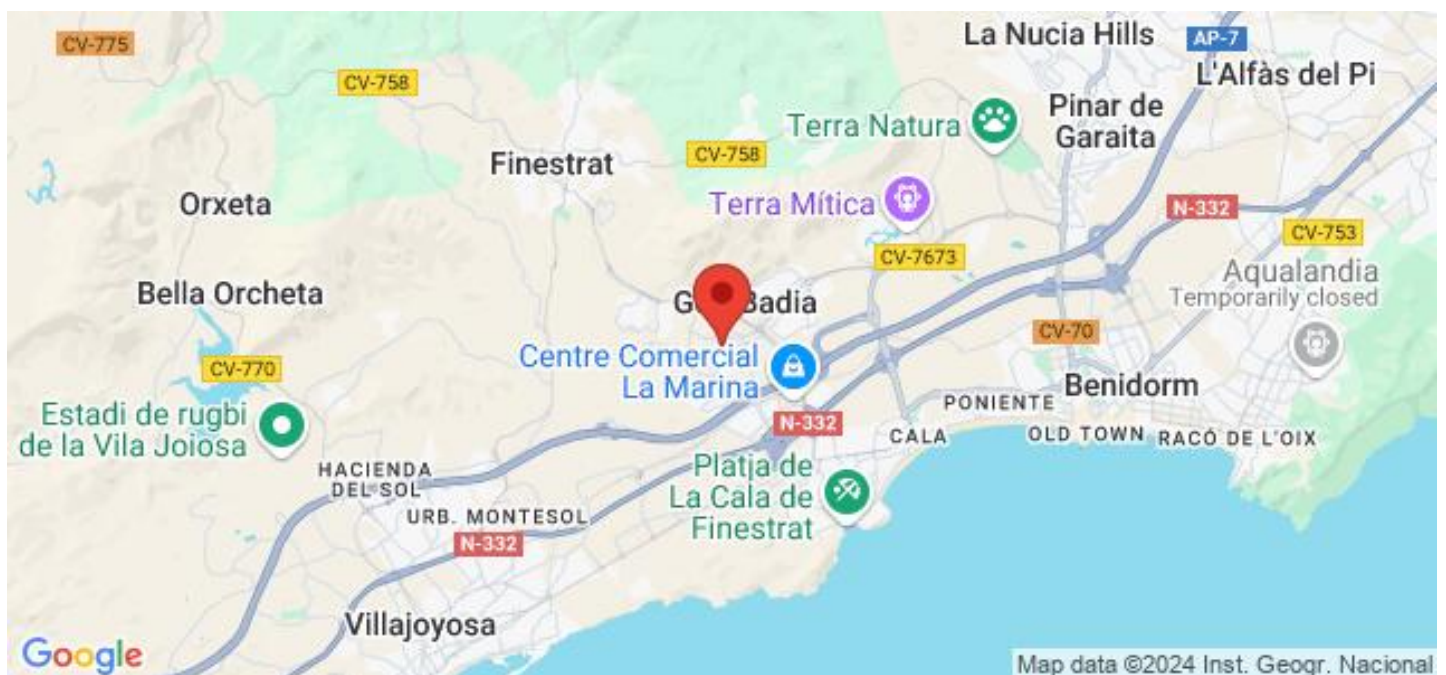 CV-775
La Nucia Hills
AP-7
L'Alfàs del Pi
CV-758
Terra Natura
Pinar de
Garaita
Finestrat
CV-758
Orxeta
Terra Mítica
N-332
CV-753
CV-7673
Aqualandia
Temporarily closed
Bella Orcheta
Badia
CV-70
Centre Comercial
La Marina
CV-770
Benidorm
Estadi de rugbi
de la Vila Joiosa
PONIENTE
N-332
CALA
OLD TOWN
RACÓ DE L'OIX
HACIENDA
DEL SOL
Platja de
La Cala de
Finestrat
URB. MONTESOL
N-332
Villajoyosa
Google
Map data ©2024 Inst. Geogr. Nacional